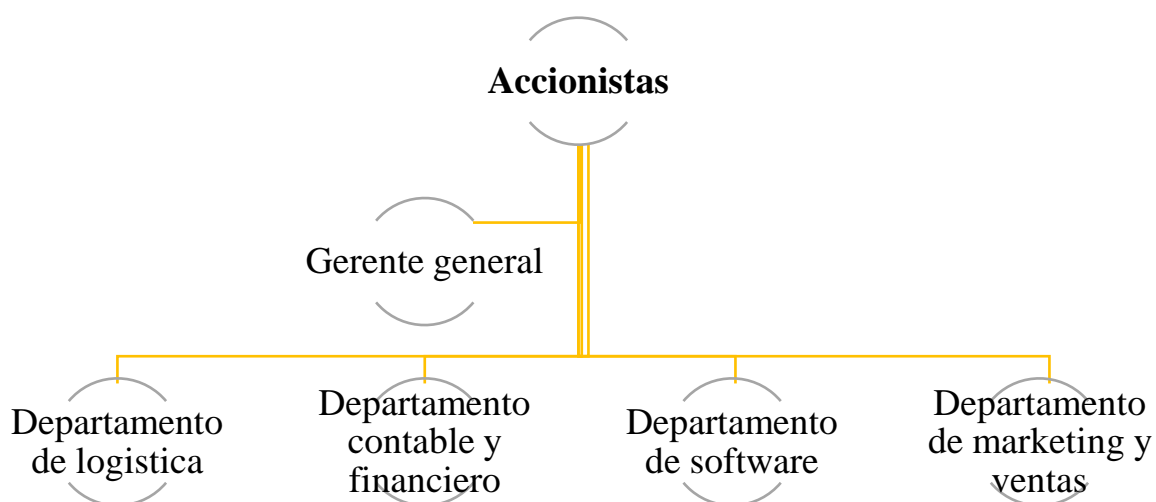 Accionistas
Gerente general
Departamento
de logistica
Departamento
contable y
financiero
Departamento
de software
Departamento
de marketing y
ventas